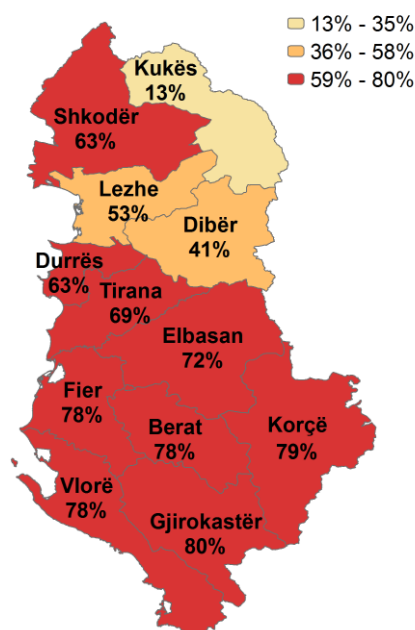 13% - 35%
36% - 58%
59% - 80%
Kukës
13%
Shkodër
63%
Lezhe
53%
Dibër
41%
Durrës
63%
Tirana
69%
Elbasan
72%
Fier
78%
Berat
78%
Korçë
79%
Vlorë
78%
Gjirokastër
80%